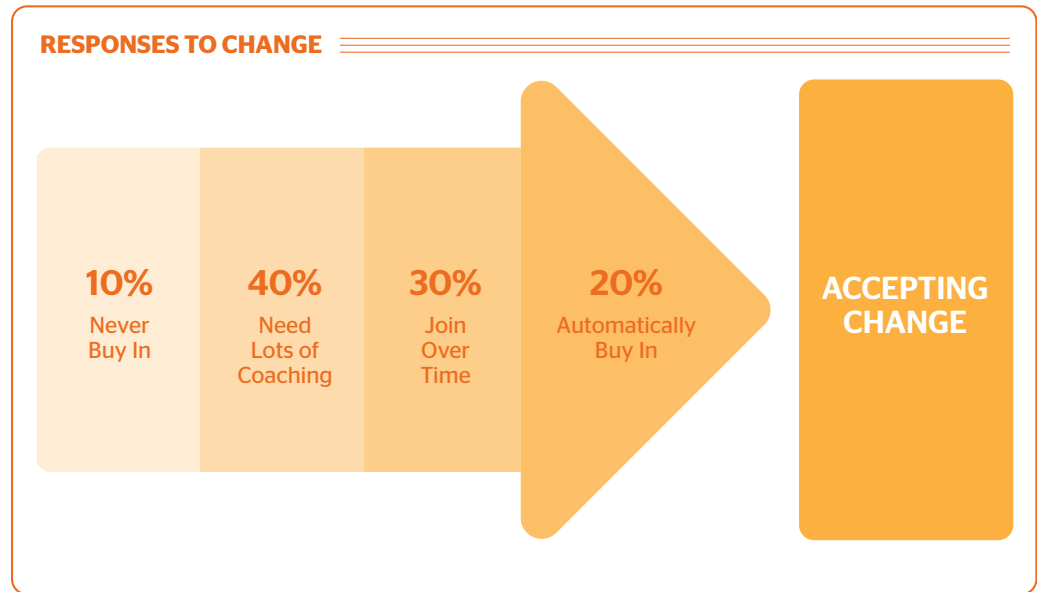 RESPONSES TO CHANGE
10%
Never
Buy In
40%
Need
Lots of
Coaching
30%
Join
Over
Time
20%
Automatically
Buy In
ACCEPTING
CHANGE